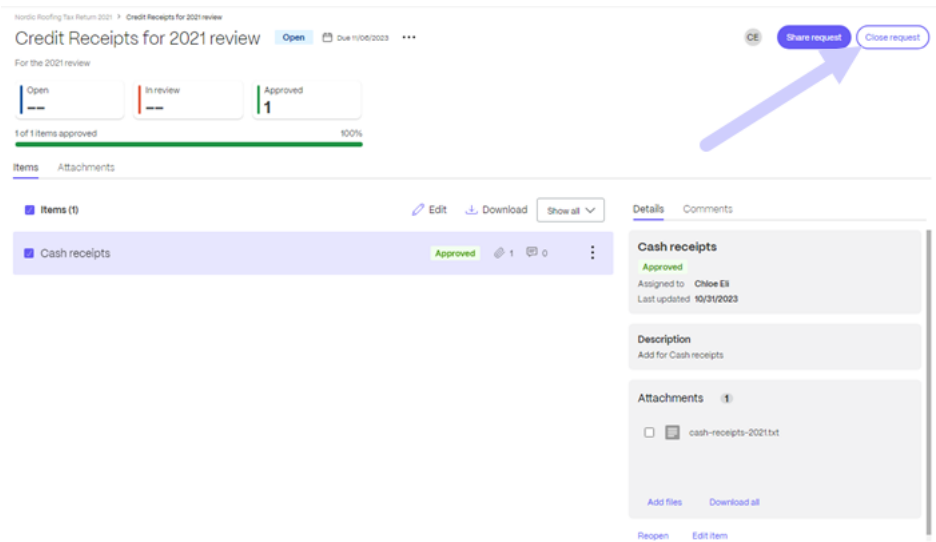 Nordic Roofing Tax Return 2021 > Credit Receipts for 2021 review
Credit Receipts for 2021 review Open Due 11/06/2023 ••• CE Share request Close request
For the 2021 review
Open In review Approved
-- -- 1
1 of 1 items approved 100%
Items Attachments
Items (1) Edit Download Show all
Cash receipts Approved 1 0
Details Comments
Cash receipts
Approved
Assigned to Chloe Eli
Last updated 10/31/2023
Description
Add for Cash receipts
Attachments 1
cash-receipts-2021.txt
Add files Download all
Reopen Edit item